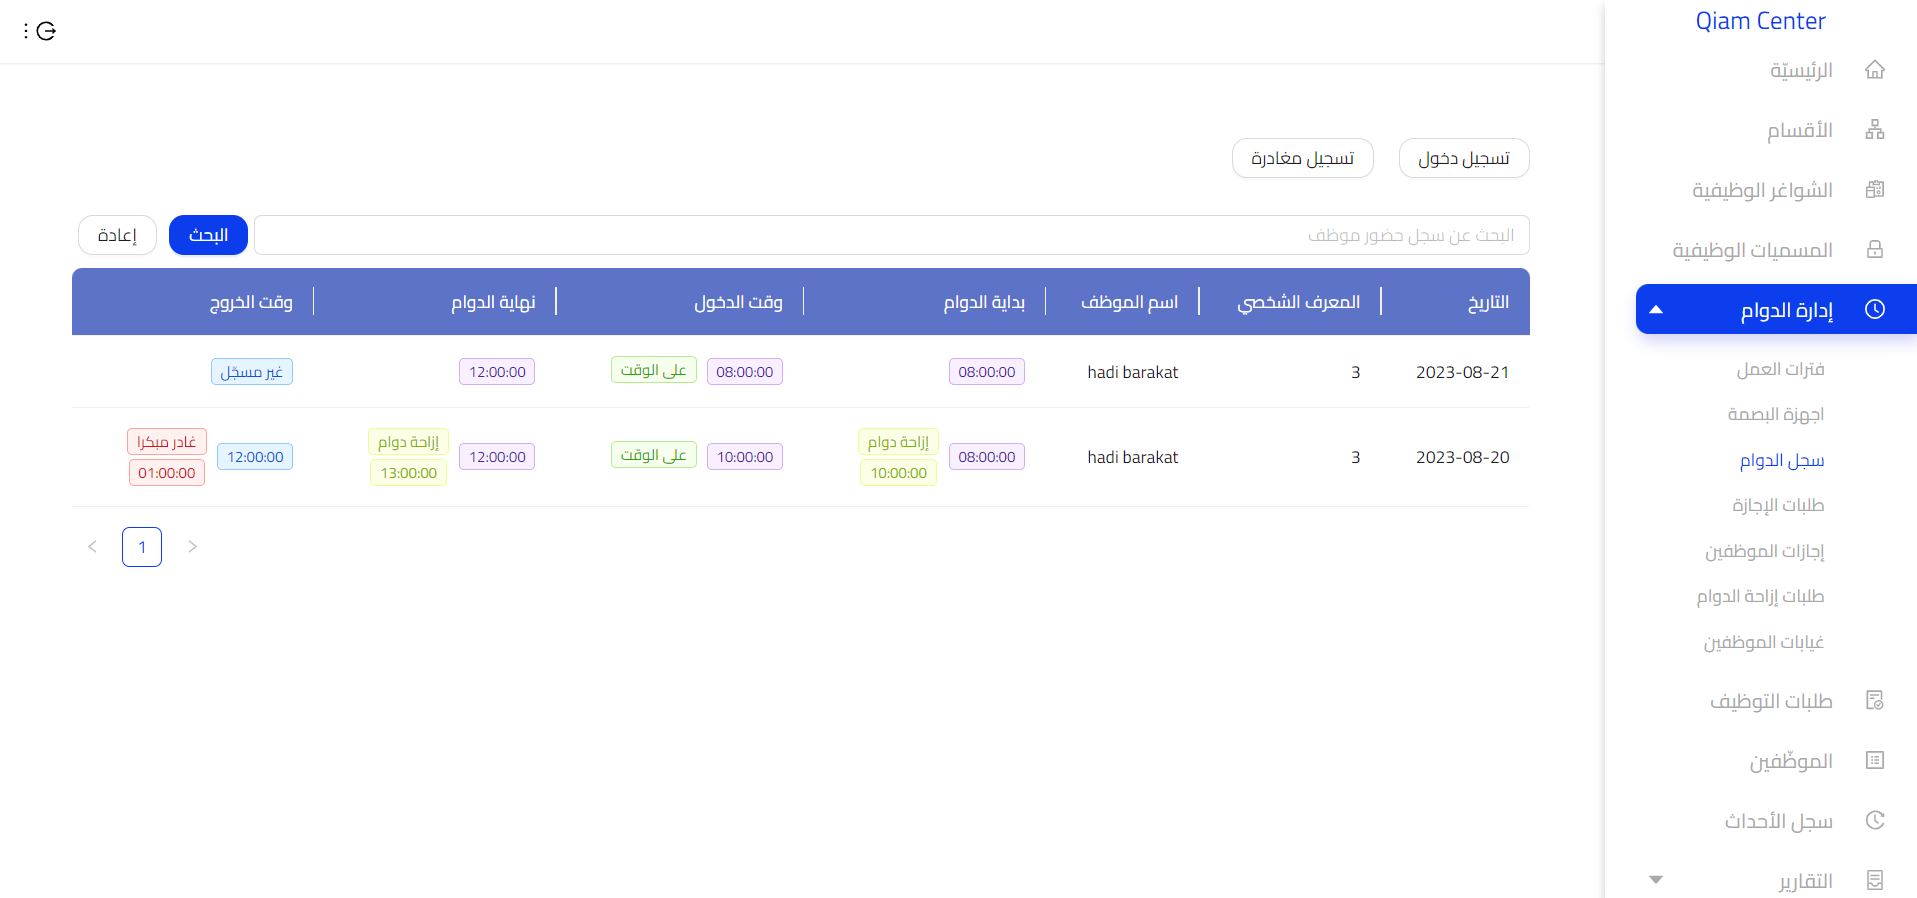 Qiam Center
الرئيسيّة
الأقسام
الشواغر الوظيفية
المسميات الوظيفية
إدارة الدوام
فترات العمل
اجهزة البصمة
سجل الدوام
طلبات الإجازة
إجازات الموظفين
طلبات إزاحة الدوام
غيابات الموظفين
طلبات التوظيف
الموظّفين
سجل الأحداث
التقارير
تسجيل دخول
تسجيل مغادرة
البحث عن سجل حضور موظف
البحث
إعادة
التاريخ المعرف الشخصي اسم الموظف بداية الدوام وقت الدخول نهاية الدوام وقت الخروج
2023-08-21 3 hadi barakat 08:00:00 08:00:00 على الوقت 12:00:00 غير مسجّل
2023-08-20 3 hadi barakat 08:00:00 إزاحة دوام 10:00:00 10:00:00 على الوقت 12:00:00 إزاحة دوام 13:00:00 12:00:00 غادر مبكرا 01:00:00
1